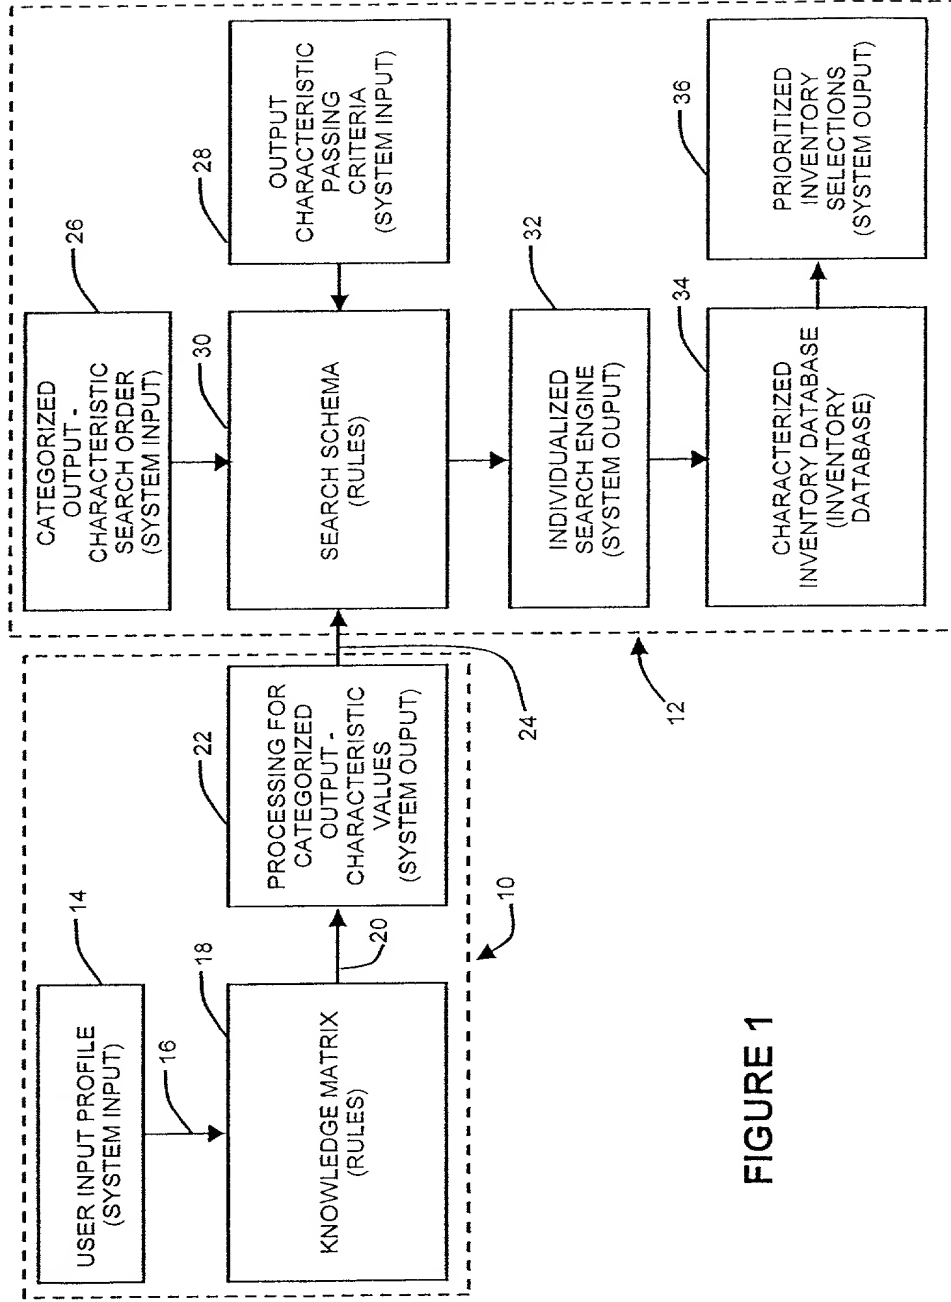 USER INPUT PROFILE
(SYSTEM INPUT)
14
16
KNOWLEDGE MATRIX
(RULES)
18
20
PROCESSING FOR
CATEGORIZED
OUTPUT -
CHARACTERISTIC
VALUES
(SYSTEM OUPUT)
22
24
10
CATEGORIZED
OUTPUT -
CHARACTERISTIC
SEARCH ORDER
(SYSTEM INPUT)
26
OUTPUT
CHARACTERISTIC
PASSING
CRITERIA
(SYSTEM INPUT)
28
SEARCH SCHEMA
(RULES)
30
INDIVIDUALIZED
SEARCH ENGINE
(SYSTEM OUPUT)
32
CHARACTERIZED
INVENTORY DATABASE
(INVENTORY
DATABASE)
34
PRIORITIZED
INVENTORY
SELECTIONS
(SYSTEM OUPUT)
36
12
FIGURE 1